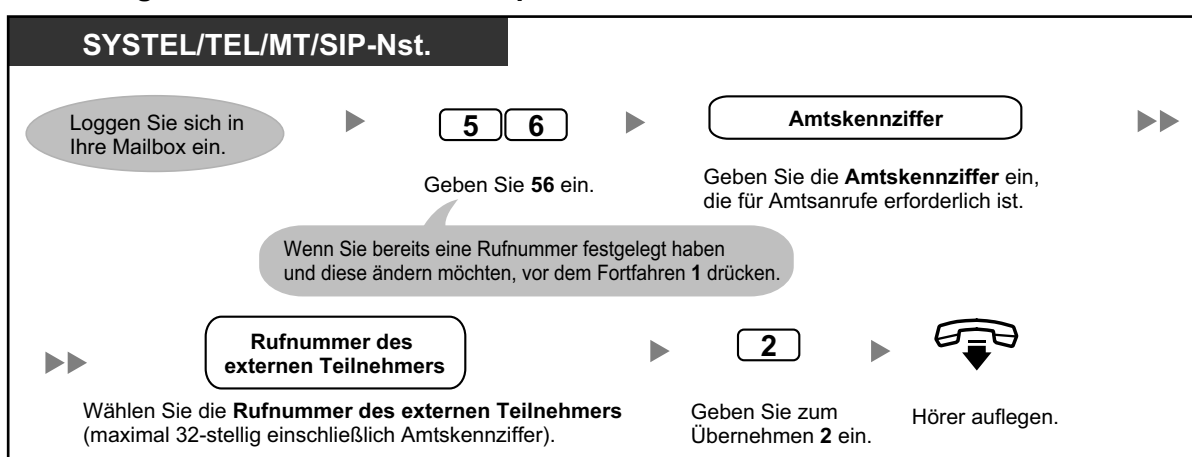 SYSTEL/TEL/MT/SIP-Nst.
Loggen Sie sich in
Ihre Mailbox ein.
5 6
Geben Sie 56 ein.
Amtskennziffer
Geben Sie die Amtskennziffer ein,
die für Amtsanrufe erforderlich ist.
Wenn Sie bereits eine Rufnummer festgelegt haben
und diese ändern möchten, vor dem Fortfahren 1 drücken.
Rufnummer des
externen Teilnehmers
Wählen Sie die Rufnummer des externen Teilnehmers
(maximal 32-stellig einschließlich Amtskennziffer).
2
Geben Sie zum
Übernehmen 2 ein.
Hörer auflegen.